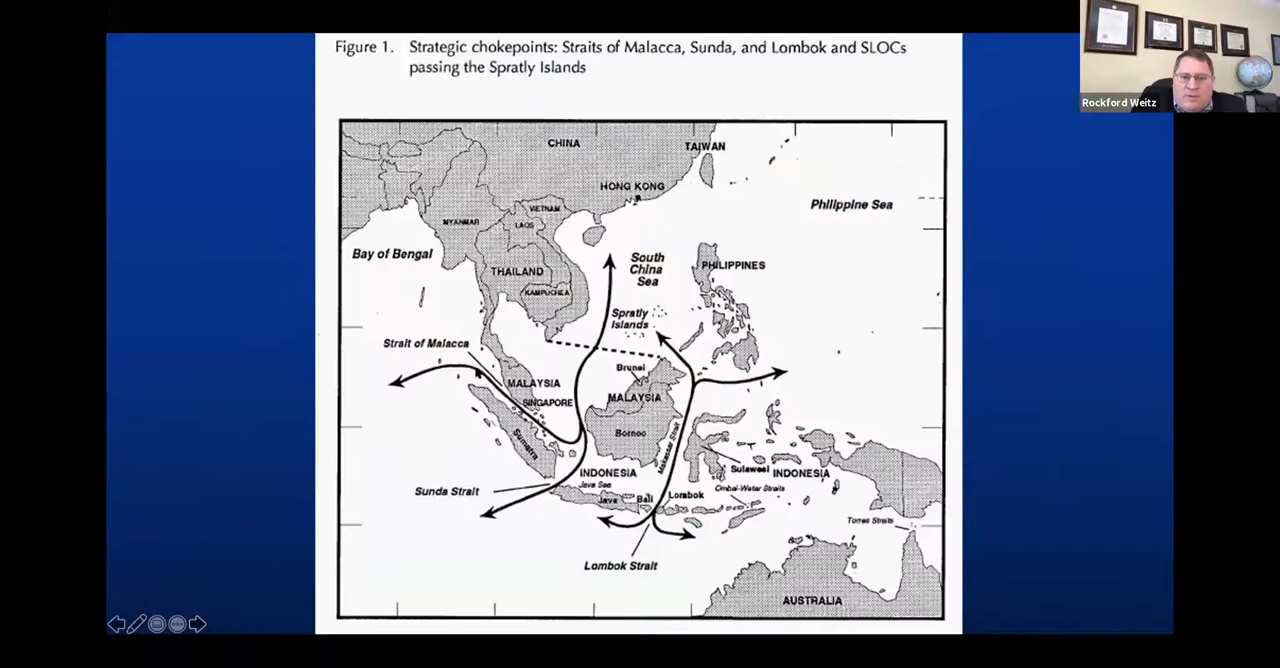 Figure 1. Strategic chokepoints: Straits of Malacca, Sunda, and Lombok and SLOCs
passing the Spratly Islands
Rockford Weitz
CHINA
TAIWAN
HONG KONG
Philippine Sea
VIETNAM
MYANMAR
LAOS
Bay of Bengal
South
China
Sea
PHILIPPINES
THAILAND
KAMPUCHEA
Spratly
Islands
Strait of Malacca
Brunei
MALAYSIA
MALAYSIA
SINGAPORE
Borneo
Makassar Strait
Sumatra
INDONESIA
Sulawesi
INDONESIA
Java Sea
Sunda Strait
Ombai-Wetar Straits
Java
Bali
Lombok
Torres Straits
Lombok Strait
AUSTRALIA